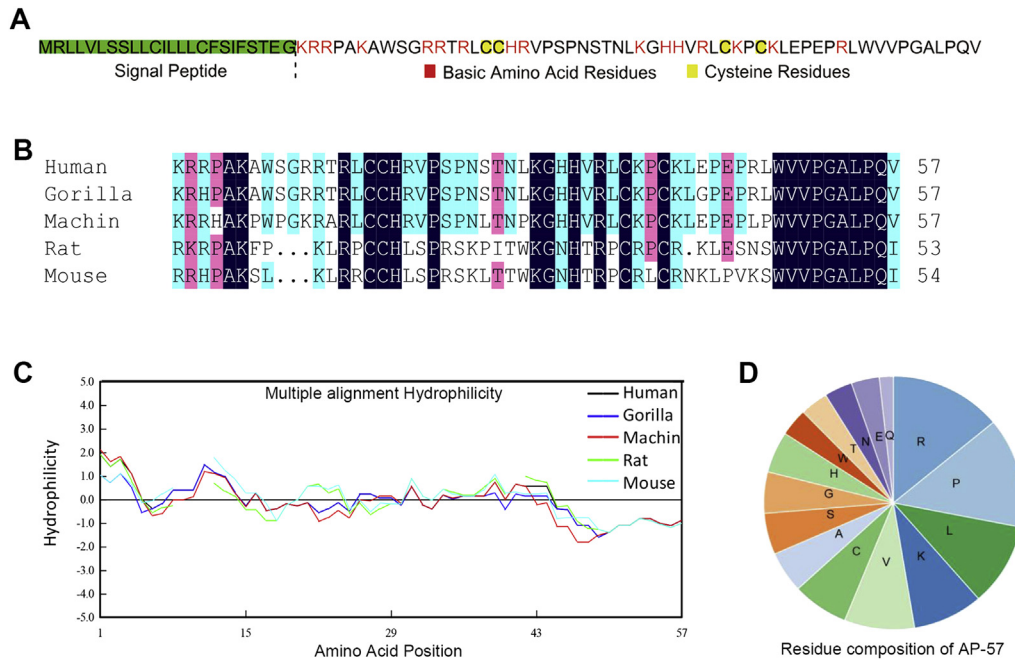 A
MRLLVLSSLLCILLLCFSIFSTEGKRRPAKAWSGRRTRLCCHRVPSPNSTNLKGHHVRLCKPCKLEPEPRLWVVPGALPQV
Signal Peptide
Basic Amino Acid Residues
Cysteine Residues
B
Human KRRPAKAWSGRRTRLCCHRVPSPNSTNLKGHHVRLCKPCKLEPEPRLWVVPGALPQV 57
Gorilla KRHPAKAWSGRRTRLCCHRVPSPNSTNLKGHHVRLCKPCKLGPEPRLWVVPGALPQV 57
Machin KRRHAKPWPGKRARLCCHRVPSPNLTNPKGHHVRLCKPCKLEPEPLPWVVPGALPQV 57
Rat RKRPAKFP...KLRPCCHLSPRSKPITWKGNHTRPCRPCR.KLESNSWVVPGALPQI 53
Mouse RRHPAKSL...KLRRCCHLSPRSKLTTWKGNHTRPCRLCRNKLPVKSWVVPGALPQI 54
C
Multiple alignment Hydrophilicity
Human
Gorilla
Machin
Rat
Mouse
Hydrophilicity
5.0
4.0
3.0
2.0
1.0
0.0
-1.0
-2.0
-3.0
-4.0
-5.0
1 15 29 43 57
Amino Acid Position
D
R
P
L
K
V
C
A
S
G
H
W
T
N
E
Q
Residue composition of AP-57